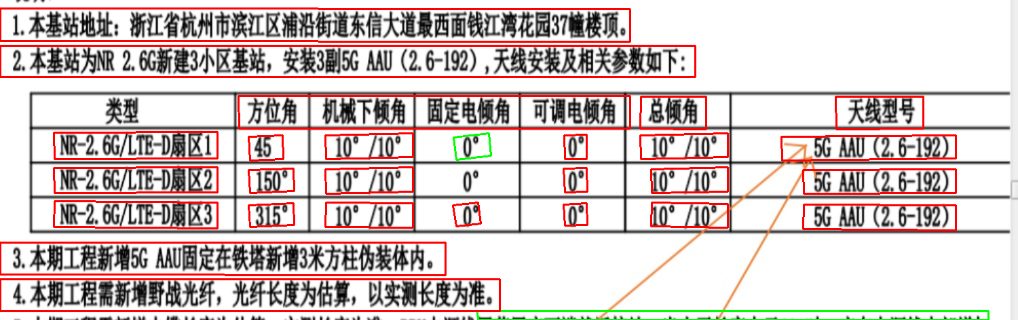 1.本基站地址：浙江省杭州市滨江区浦沿街道东信大道最西面钱江湾花园37幢楼顶。
2.本基站为NR 2.6G新建3小区基站，安装3副5G AAU（2.6-192）,天线安装及相关参数如下：
类型 方位角 机械下倾角 固定电倾角 可调电倾角 总倾角 天线型号
NR-2.6G/LTE-D扇区1 45 10°/10° 0° 0° 10°/10° 5G AAU（2.6-192）
NR-2.6G/LTE-D扇区2 150° 10°/10° 0° 0° 10°/10° 5G AAU（2.6-192）
NR-2.6G/LTE-D扇区3 315° 10°/10° 0° 0° 10°/10° 5G AAU（2.6-192）
3.本期工程新增5G AAU固定在铁塔新增3米方柱伪装体内。
4.本期工程需新增野战光纤，光纤长度为估算，以实测长度为准。